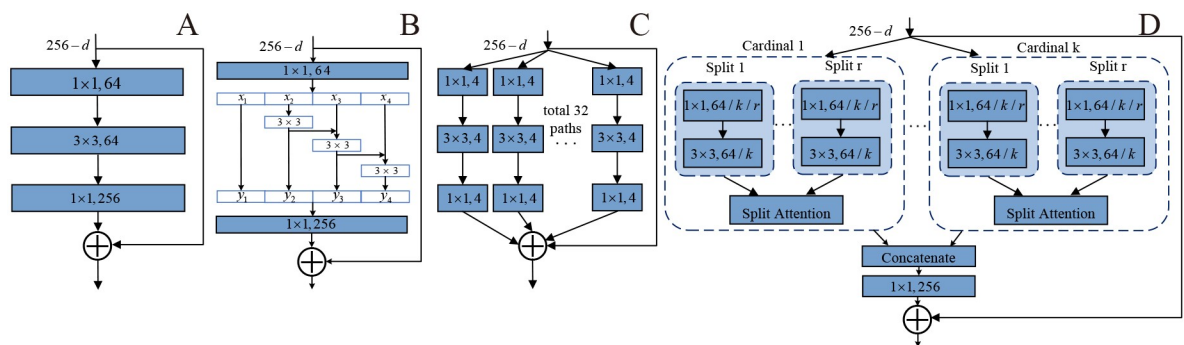 A
256-d
1×1, 64
3×3, 64
1×1, 256
B
256-d
1×1, 64
x₁ x₂ x₃ x₄
3 × 3
3 × 3
3 × 3
y₁ y₂ y₃ y₄
1×1, 256
C
256-d
1×1, 4 1×1, 4 1×1, 4
total 32
paths
3×3, 4 3×3, 4 ... 3×3, 4
1×1, 4 1×1, 4 1×1, 4
D
256-d
Cardinal 1 Cardinal k
Split 1 Split r Split 1 Split r
1×1, 64/k/r 1×1, 64/k/r 1×1, 64/k/r 1×1, 64/k/r
... ... ...
3×3, 64/k 3×3, 64/k 3×3, 64/k 3×3, 64/k
Split Attention Split Attention
Concatenate
1×1, 256